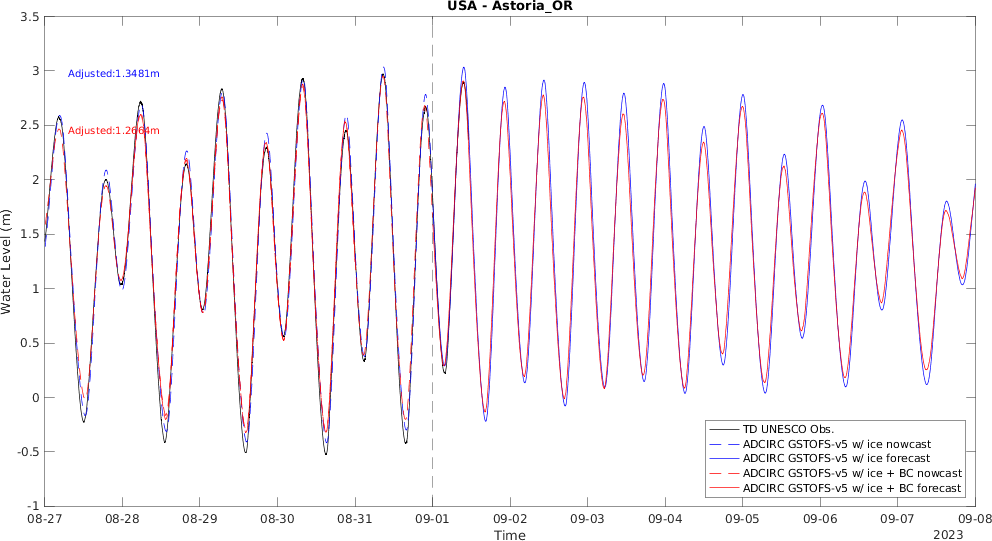 USA - Astoria_OR
3.5
3
2.5
2
1.5
1
0.5
0
-0.5
-1
Water Level (m)
Adjusted:1.3481m
Adjusted:1.2664m
TD UNESCO Obs.
ADCIRC GSTOFS-v5 w/ ice nowcast
ADCIRC GSTOFS-v5 w/ ice forecast
ADCIRC GSTOFS-v5 w/ ice + BC nowcast
ADCIRC GSTOFS-v5 w/ ice + BC forecast
08-27 08-28 08-29 08-30 08-31 09-01 09-02 09-03 09-04 09-05 09-06 09-07 09-08
Time
2023